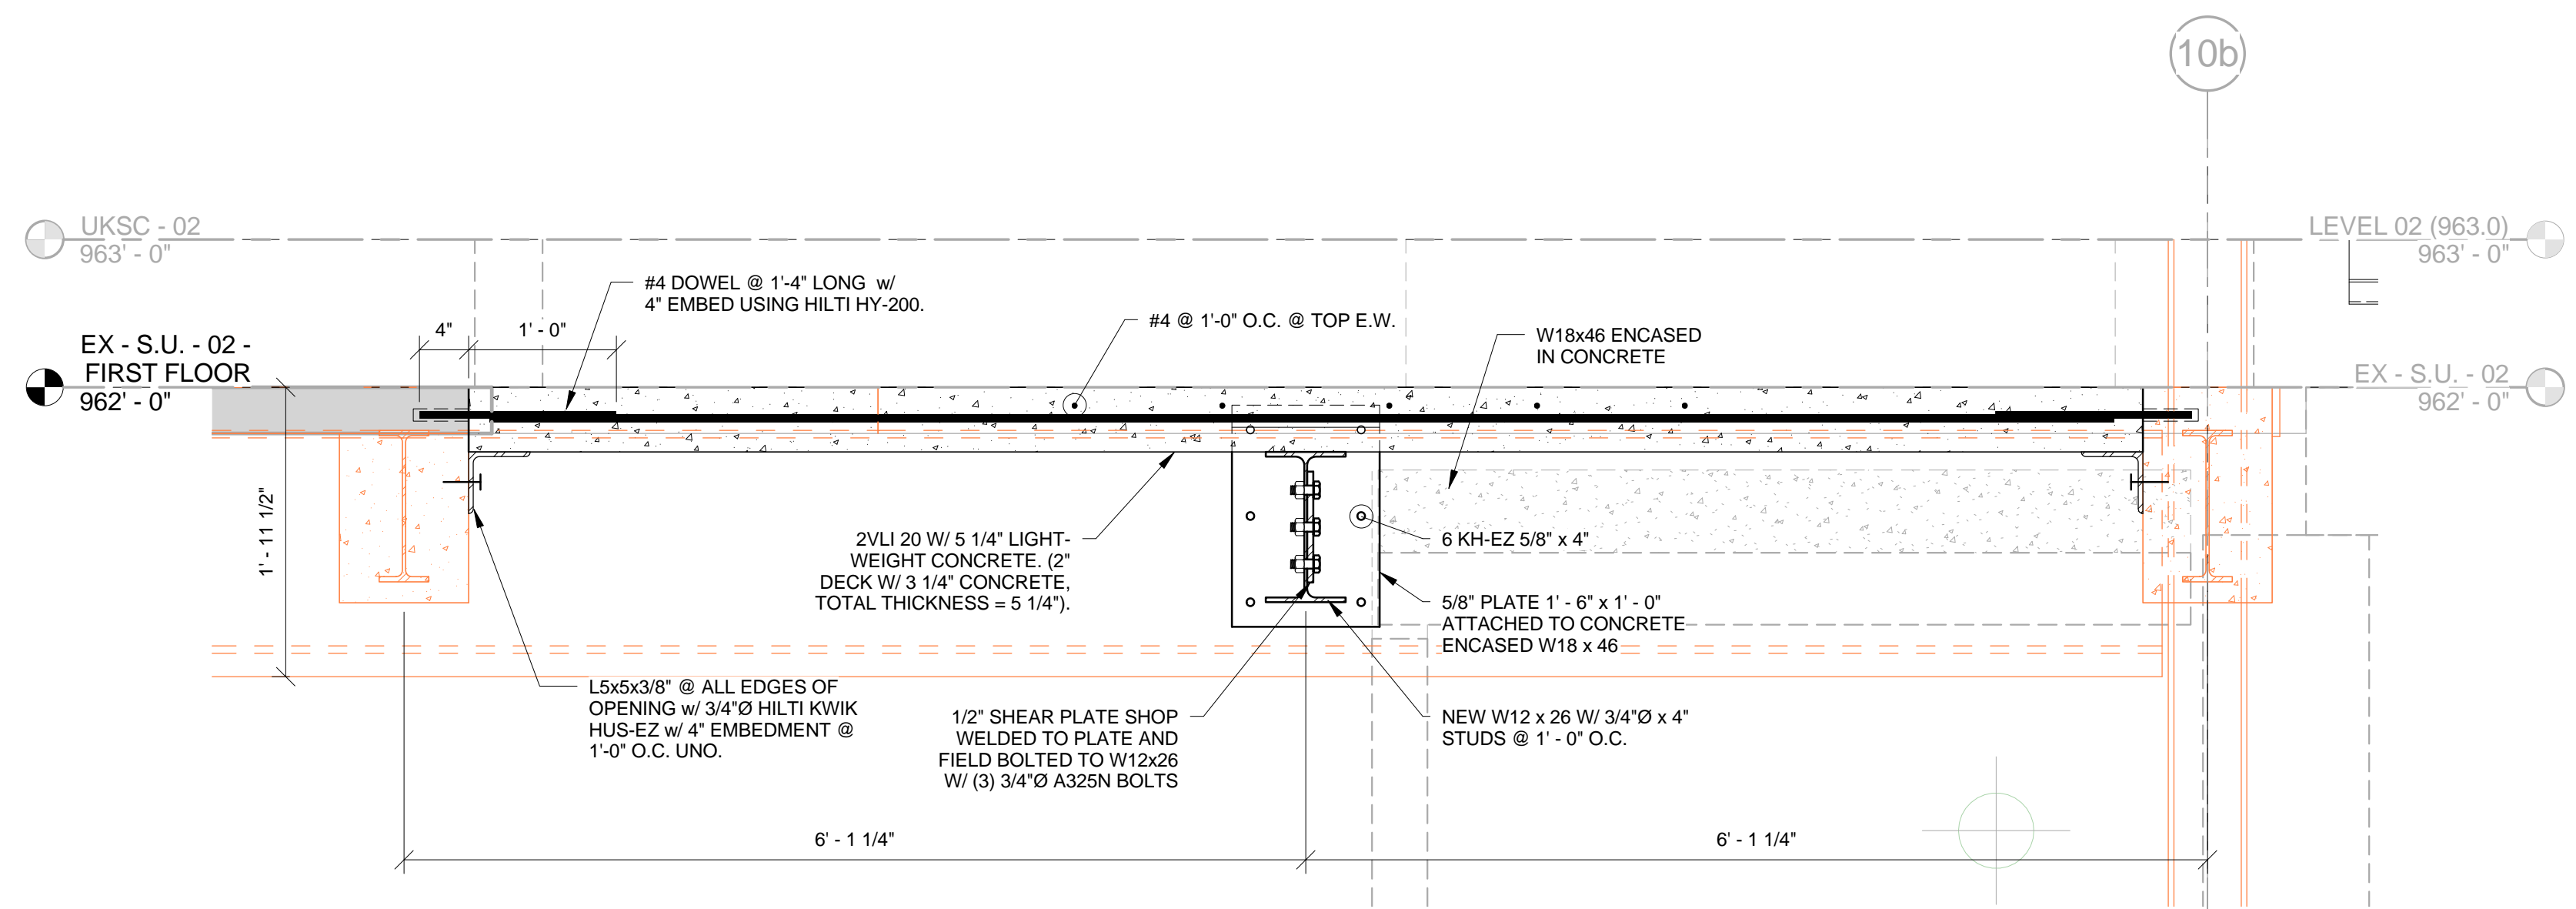 10b
UKSC - 02
963' - 0"
LEVEL 02 (963.0)
963' - 0"
#4 DOWEL @ 1'-4" LONG w/
4" EMBED USING HILTI HY-200.
4"
1' - 0"
#4 @ 1'-0" O.C. @ TOP E.W.
W18x46 ENCASED
IN CONCRETE
EX - S.U. - 02 -
FIRST FLOOR
962' - 0"
EX - S.U. - 02
962' - 0"
1' - 11 1/2"
2VLI 20 W/ 5 1/4" LIGHT-
WEIGHT CONCRETE. (2"
DECK W/ 3 1/4" CONCRETE,
TOTAL THICKNESS = 5 1/4").
6 KH-EZ 5/8" x 4"
5/8" PLATE 1' - 6" x 1' - 0"
ATTACHED TO CONCRETE
ENCASED W18 x 46
L5x5x3/8" @ ALL EDGES OF
OPENING w/ 3/4"Ø HILTI KWIK
HUS-EZ w/ 4" EMBEDMENT @
1'-0" O.C. UNO.
1/2" SHEAR PLATE SHOP
WELDED TO PLATE AND
FIELD BOLTED TO W12x26
W/ (3) 3/4"Ø A325N BOLTS
NEW W12 x 26 W/ 3/4"Ø x 4"
STUDS @ 1' - 0" O.C.
6' - 1 1/4"
6' - 1 1/4"